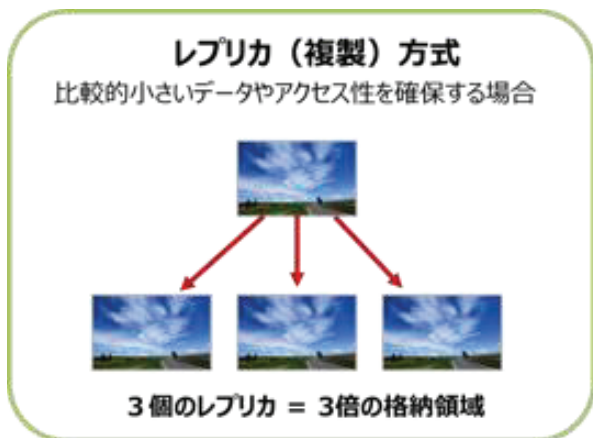 レプリカ（複製）方式
比較的小さいデータやアクセス性を確保する場合
３個のレプリカ = 3倍の格納領域